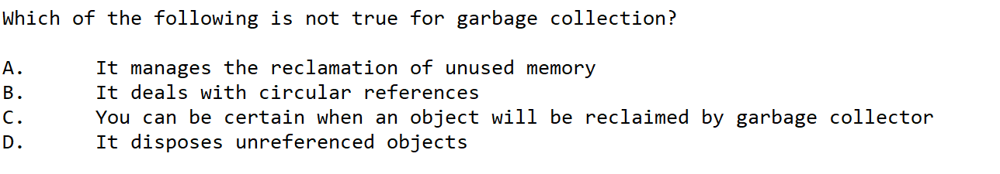 Which of the following is not true for garbage collection?
A. It manages the reclamation of unused memory
B. It deals with circular references
C. You can be certain when an object will be reclaimed by garbage collector
D. It disposes unreferenced objects